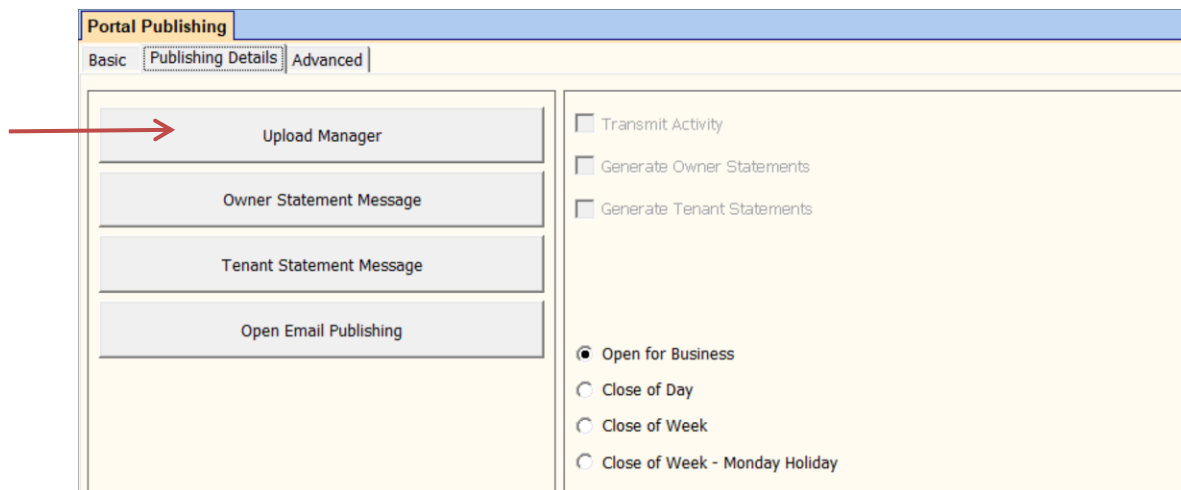 Portal Publishing
Basic Publishing Details Advanced
Upload Manager
Owner Statement Message
Tenant Statement Message
Open Email Publishing
Transmit Activity
Generate Owner Statements
Generate Tenant Statements
Open for Business
Close of Day
Close of Week
Close of Week - Monday Holiday